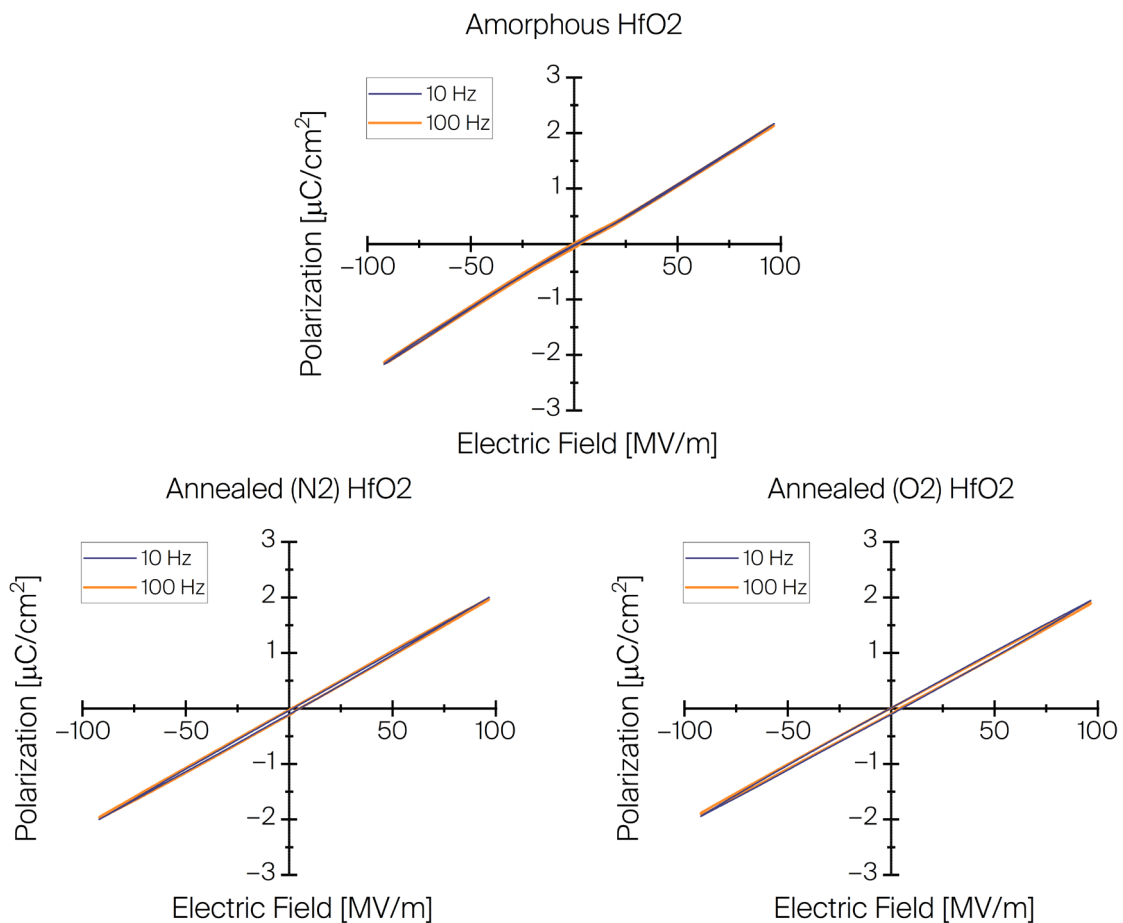 Amorphous HfO2
10 Hz
100 Hz
Polarization [μC/cm²]
3
2
1
−1
−2
−3
−100
−50
50
100
Electric Field [MV/m]
Annealed (N2) HfO2
10 Hz
100 Hz
Polarization [μC/cm²]
3
2
1
−1
−2
−3
−100
−50
50
100
Electric Field [MV/m]
Annealed (O2) HfO2
10 Hz
100 Hz
Polarization [μC/cm²]
3
2
1
−1
−2
−3
−100
−50
50
100
Electric Field [MV/m]